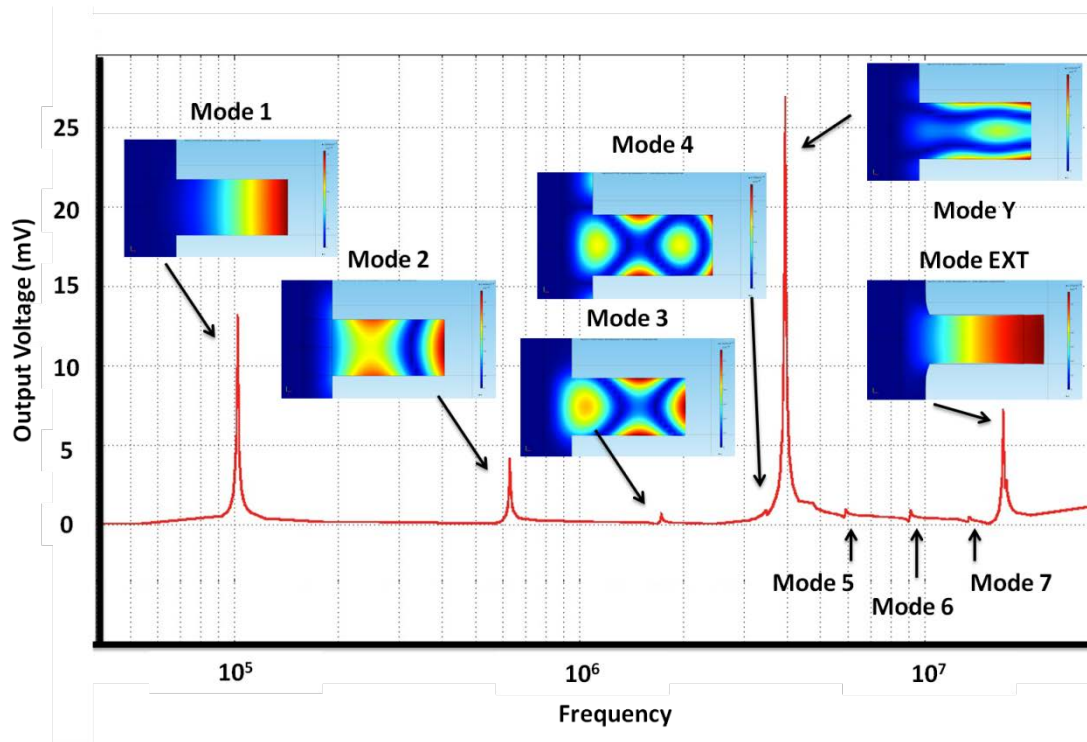 Mode 1
Mode 2
Mode 4
Mode 3
Mode Y
Mode EXT
Mode 5
Mode 6
Mode 7
Output Voltage (mV)
25
20
15
10
5
0
10⁵
10⁶
10⁷
Frequency